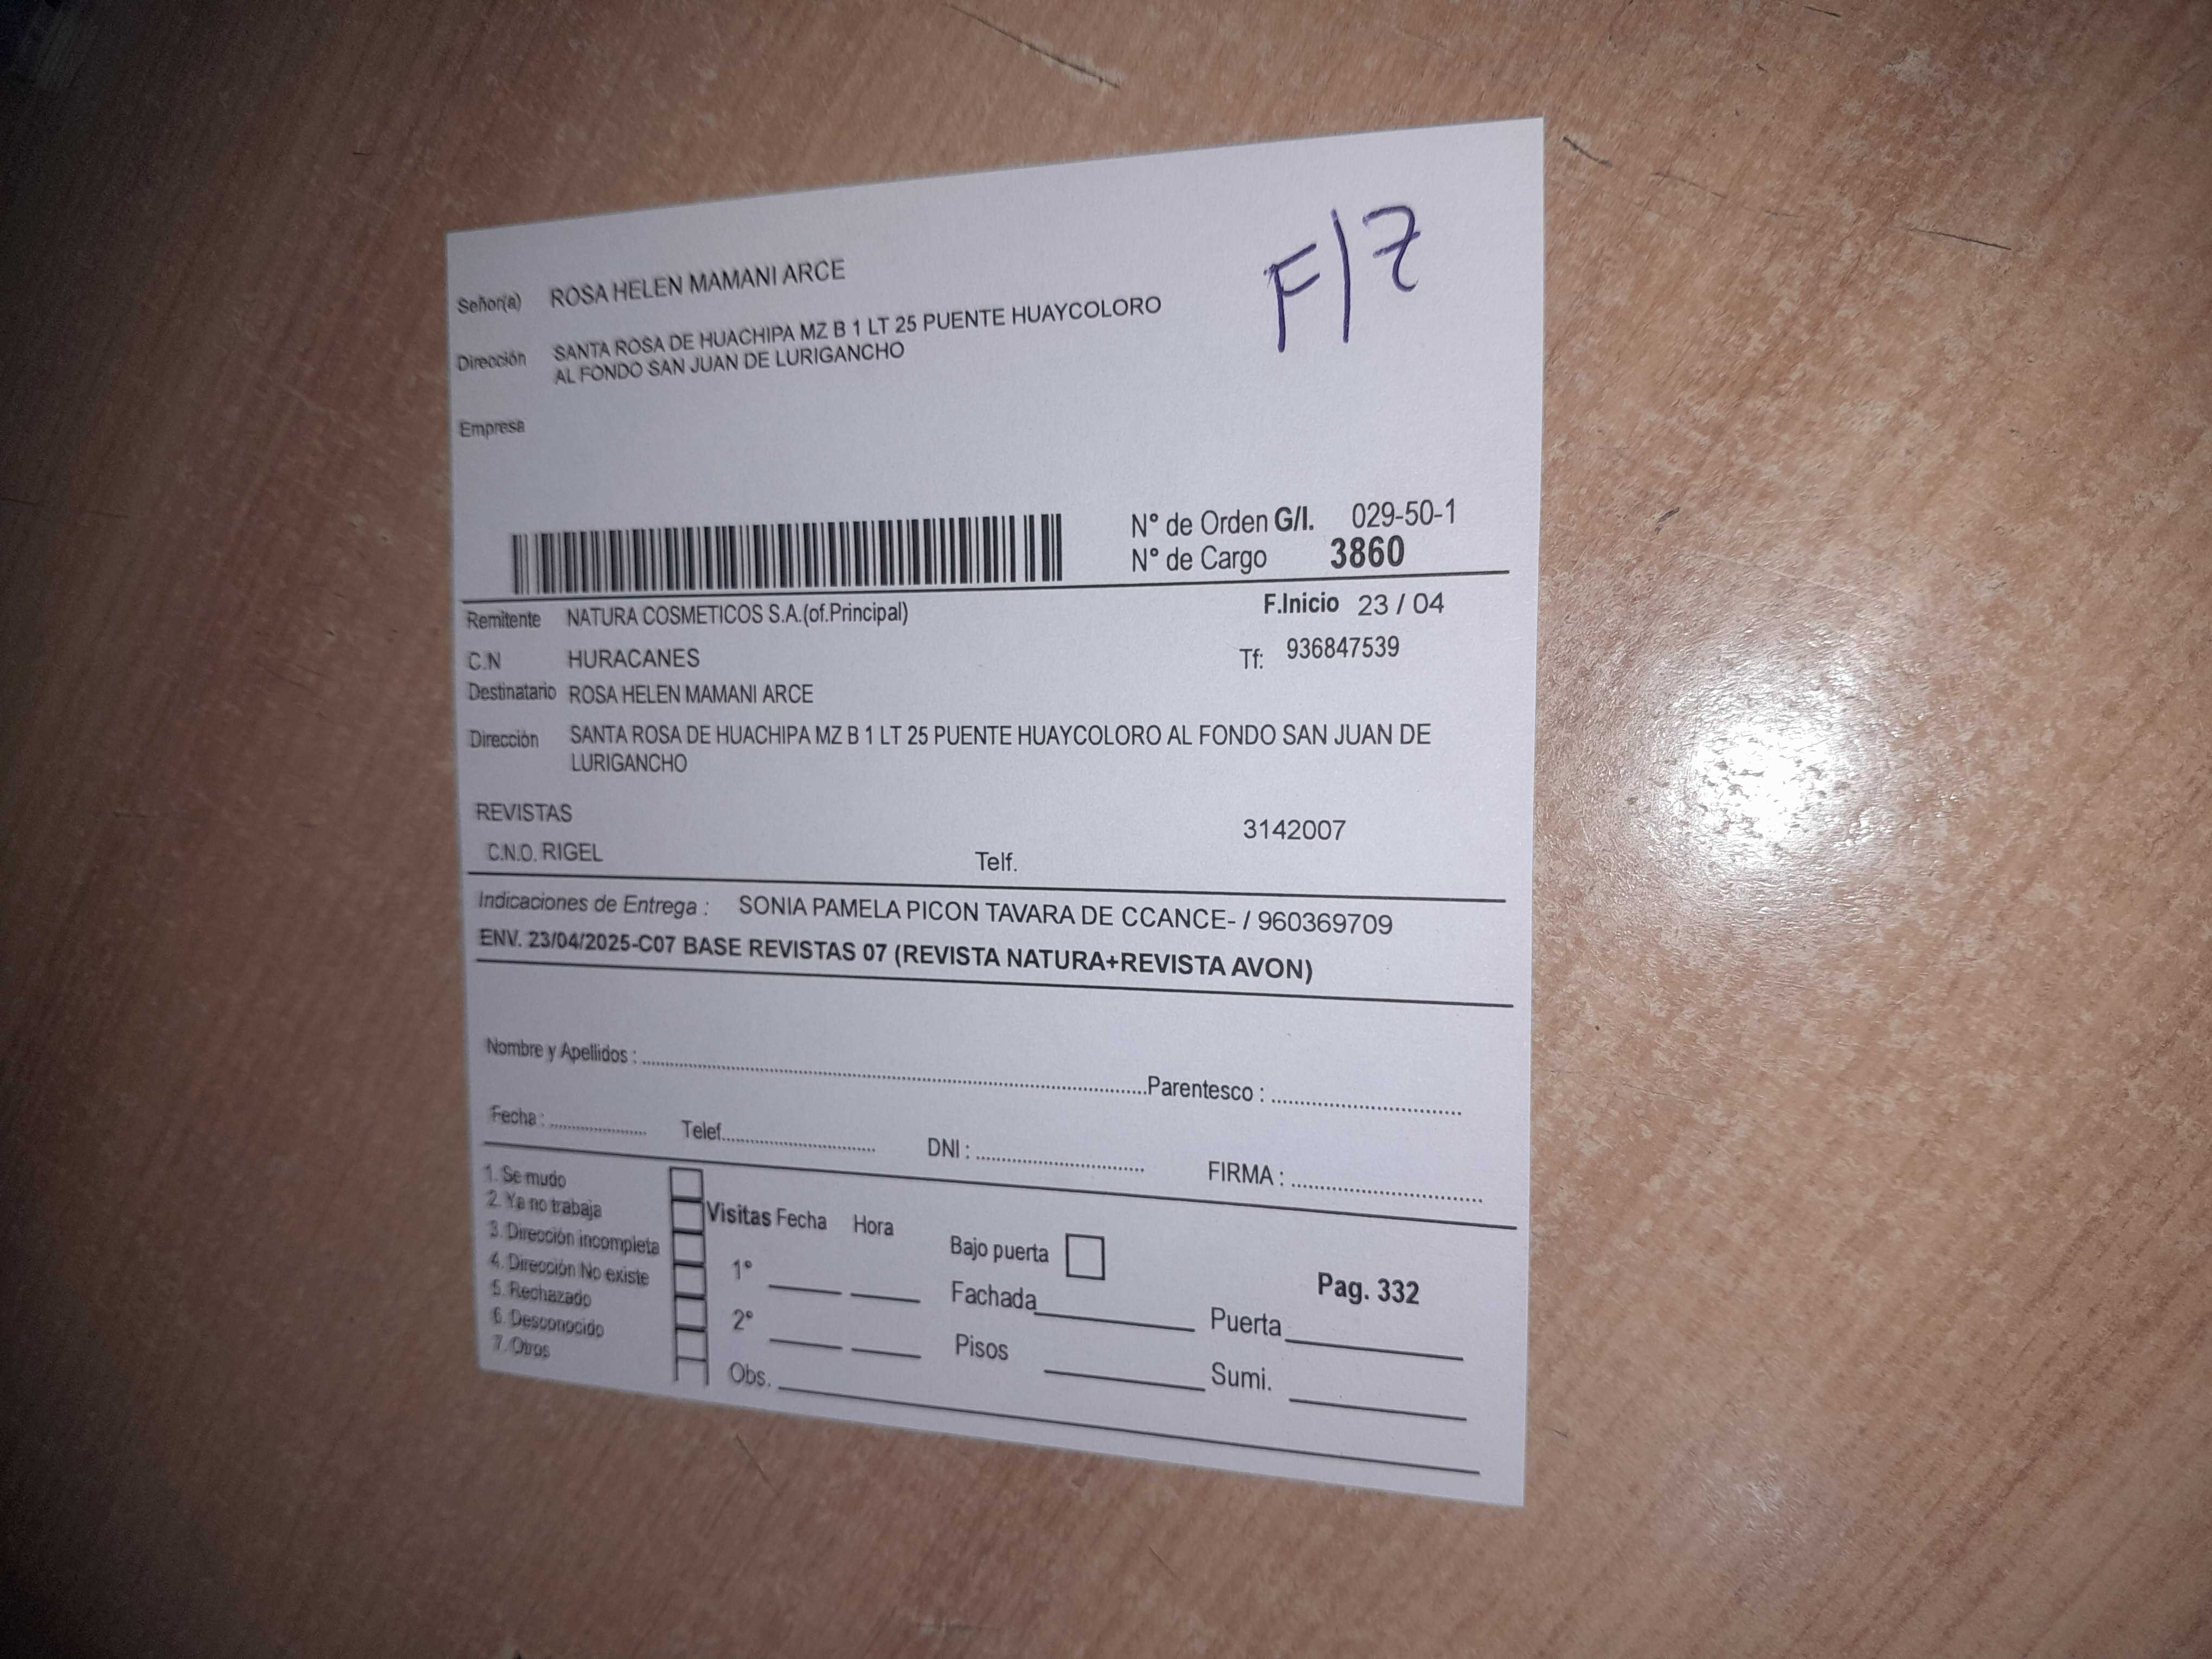 F/Z
Señor(a) ROSA HELEN MAMANI ARCE
Dirección SANTA ROSA DE HUACHIPA MZ B 1 LT 25 PUENTE HUAYCOLORO
AL FONDO SAN JUAN DE LURIGANCHO
Empresa
N° de Orden G/I. 029-50-1
N° de Cargo 3860
Remitente NATURA COSMETICOS S.A.(of.Principal) F.Inicio 23 / 04
C.N HURACANES Tf: 936847539
Destinatario ROSA HELEN MAMANI ARCE
Dirección SANTA ROSA DE HUACHIPA MZ B 1 LT 25 PUENTE HUAYCOLORO AL FONDO SAN JUAN DE
LURIGANCHO
REVISTAS 3142007
C.N.O. RIGEL Telf.
Indicaciones de Entrega : SONIA PAMELA PICON TAVARA DE CCANCE- / 960369709
ENV. 23/04/2025-C07 BASE REVISTAS 07 (REVISTA NATURA+REVISTA AVON)
Nombre y Apellidos : Parentesco :
Fecha : Telef. DNI : FIRMA :
1. Se mudo
2. Ya no trabaja Visitas Fecha Hora
3. Dirección incompleta Bajo puerta
4. Dirección No existe 1° Pag. 332
5. Rechazado Fachada Puerta
6. Desconocido 2° Pisos
7. Otros Obs. Sumi.